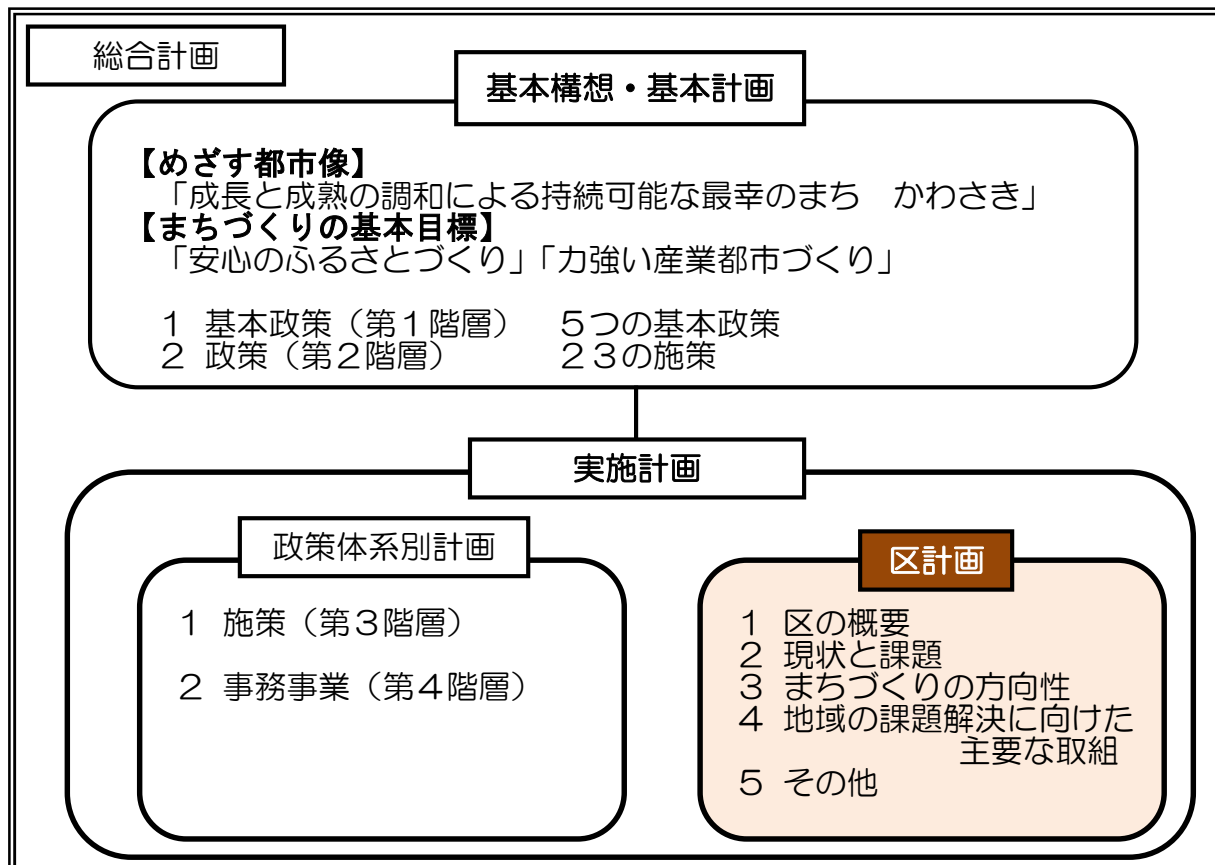 総合計画
基本構想・基本計画
【めざす都市像】
「成長と成熟の調和による持続可能な最幸のまち　かわさき」
【まちづくりの基本目標】
「安心のふるさとづくり」「力強い産業都市づくり」
１ 基本政策（第１階層）　５つの基本政策
２ 政策（第２階層）　２３の施策
実施計画
政策体系別計画
１ 施策（第３階層）
２ 事務事業（第４階層）
区計画
１ 区の概要
２ 現状と課題
３ まちづくりの方向性
４ 地域の課題解決に向けた
主要な取組
５ その他